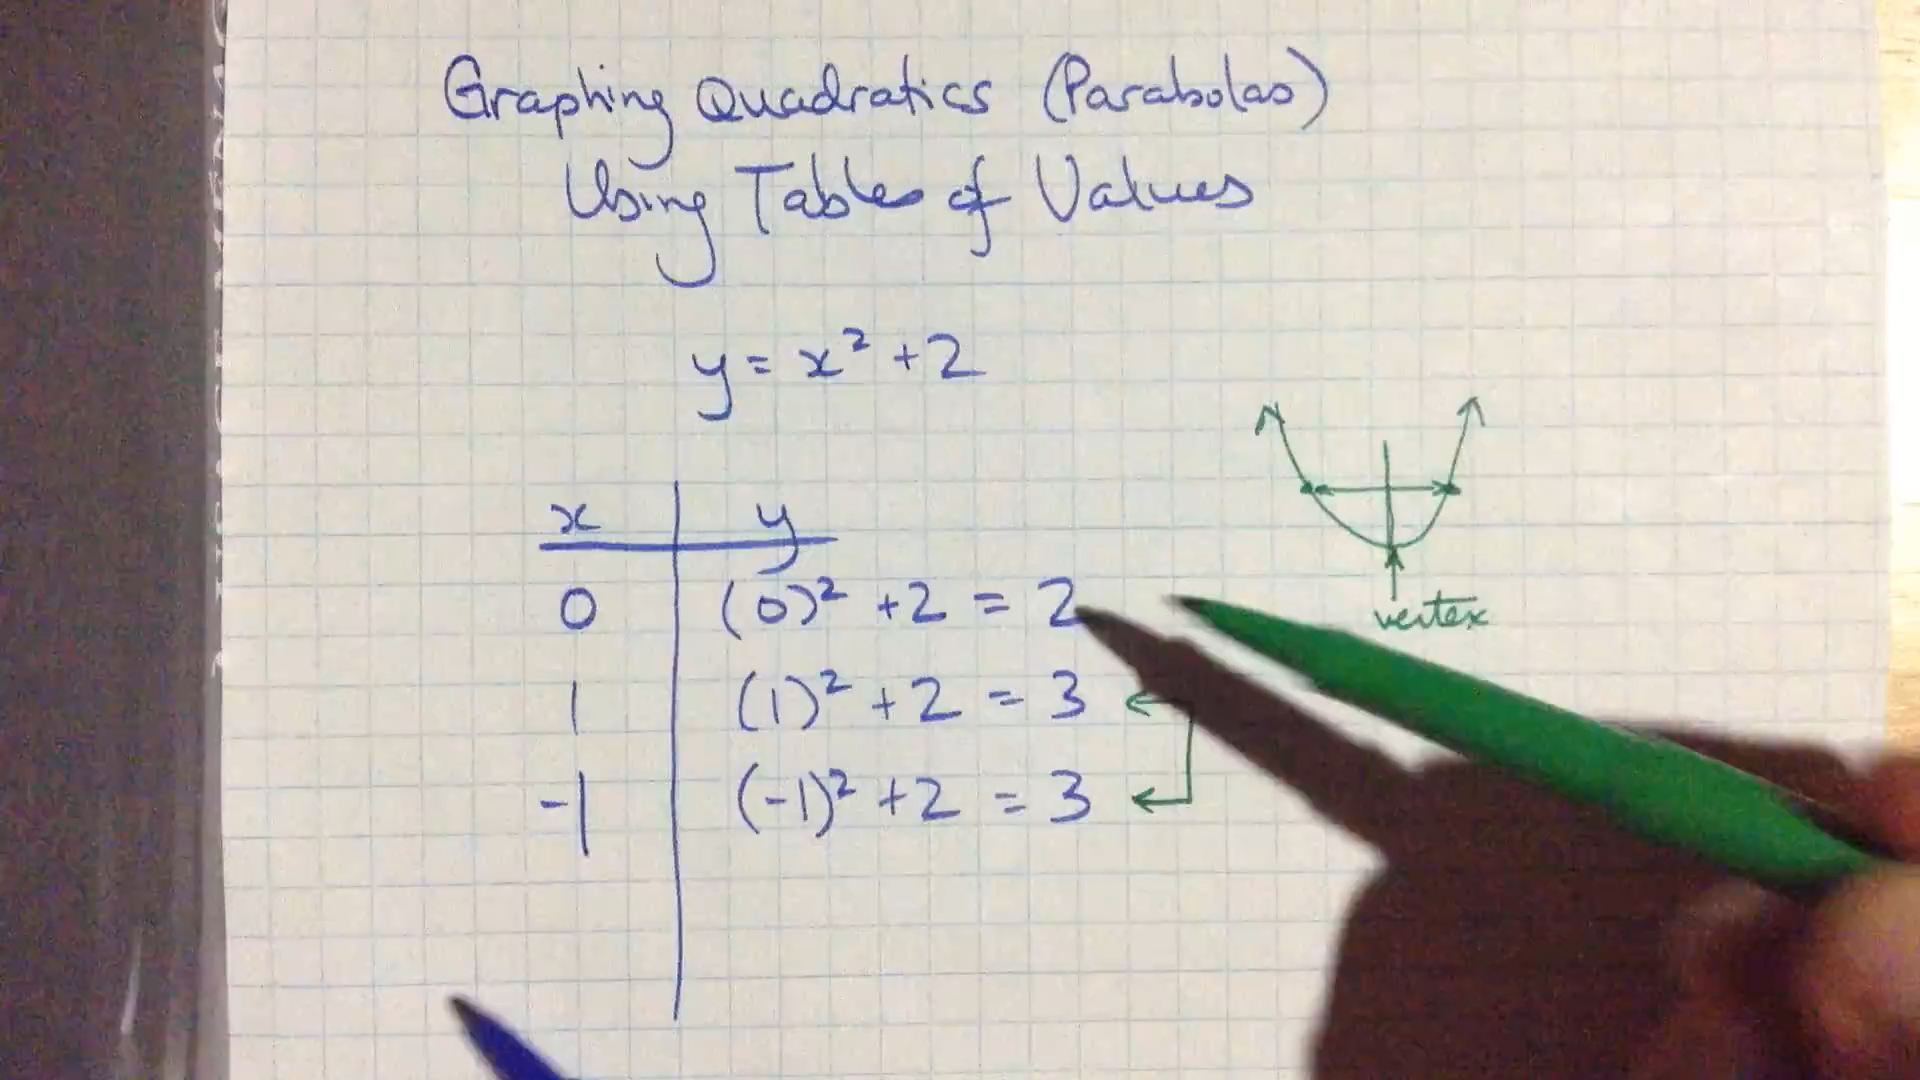 Graphing Quadratics (Parabolas)
Using Tables of Values
y = x² + 2
x y
0 (0)² + 2 = 2
1 (1)² + 2 = 3
-1 (-1)² + 2 = 3
vertex